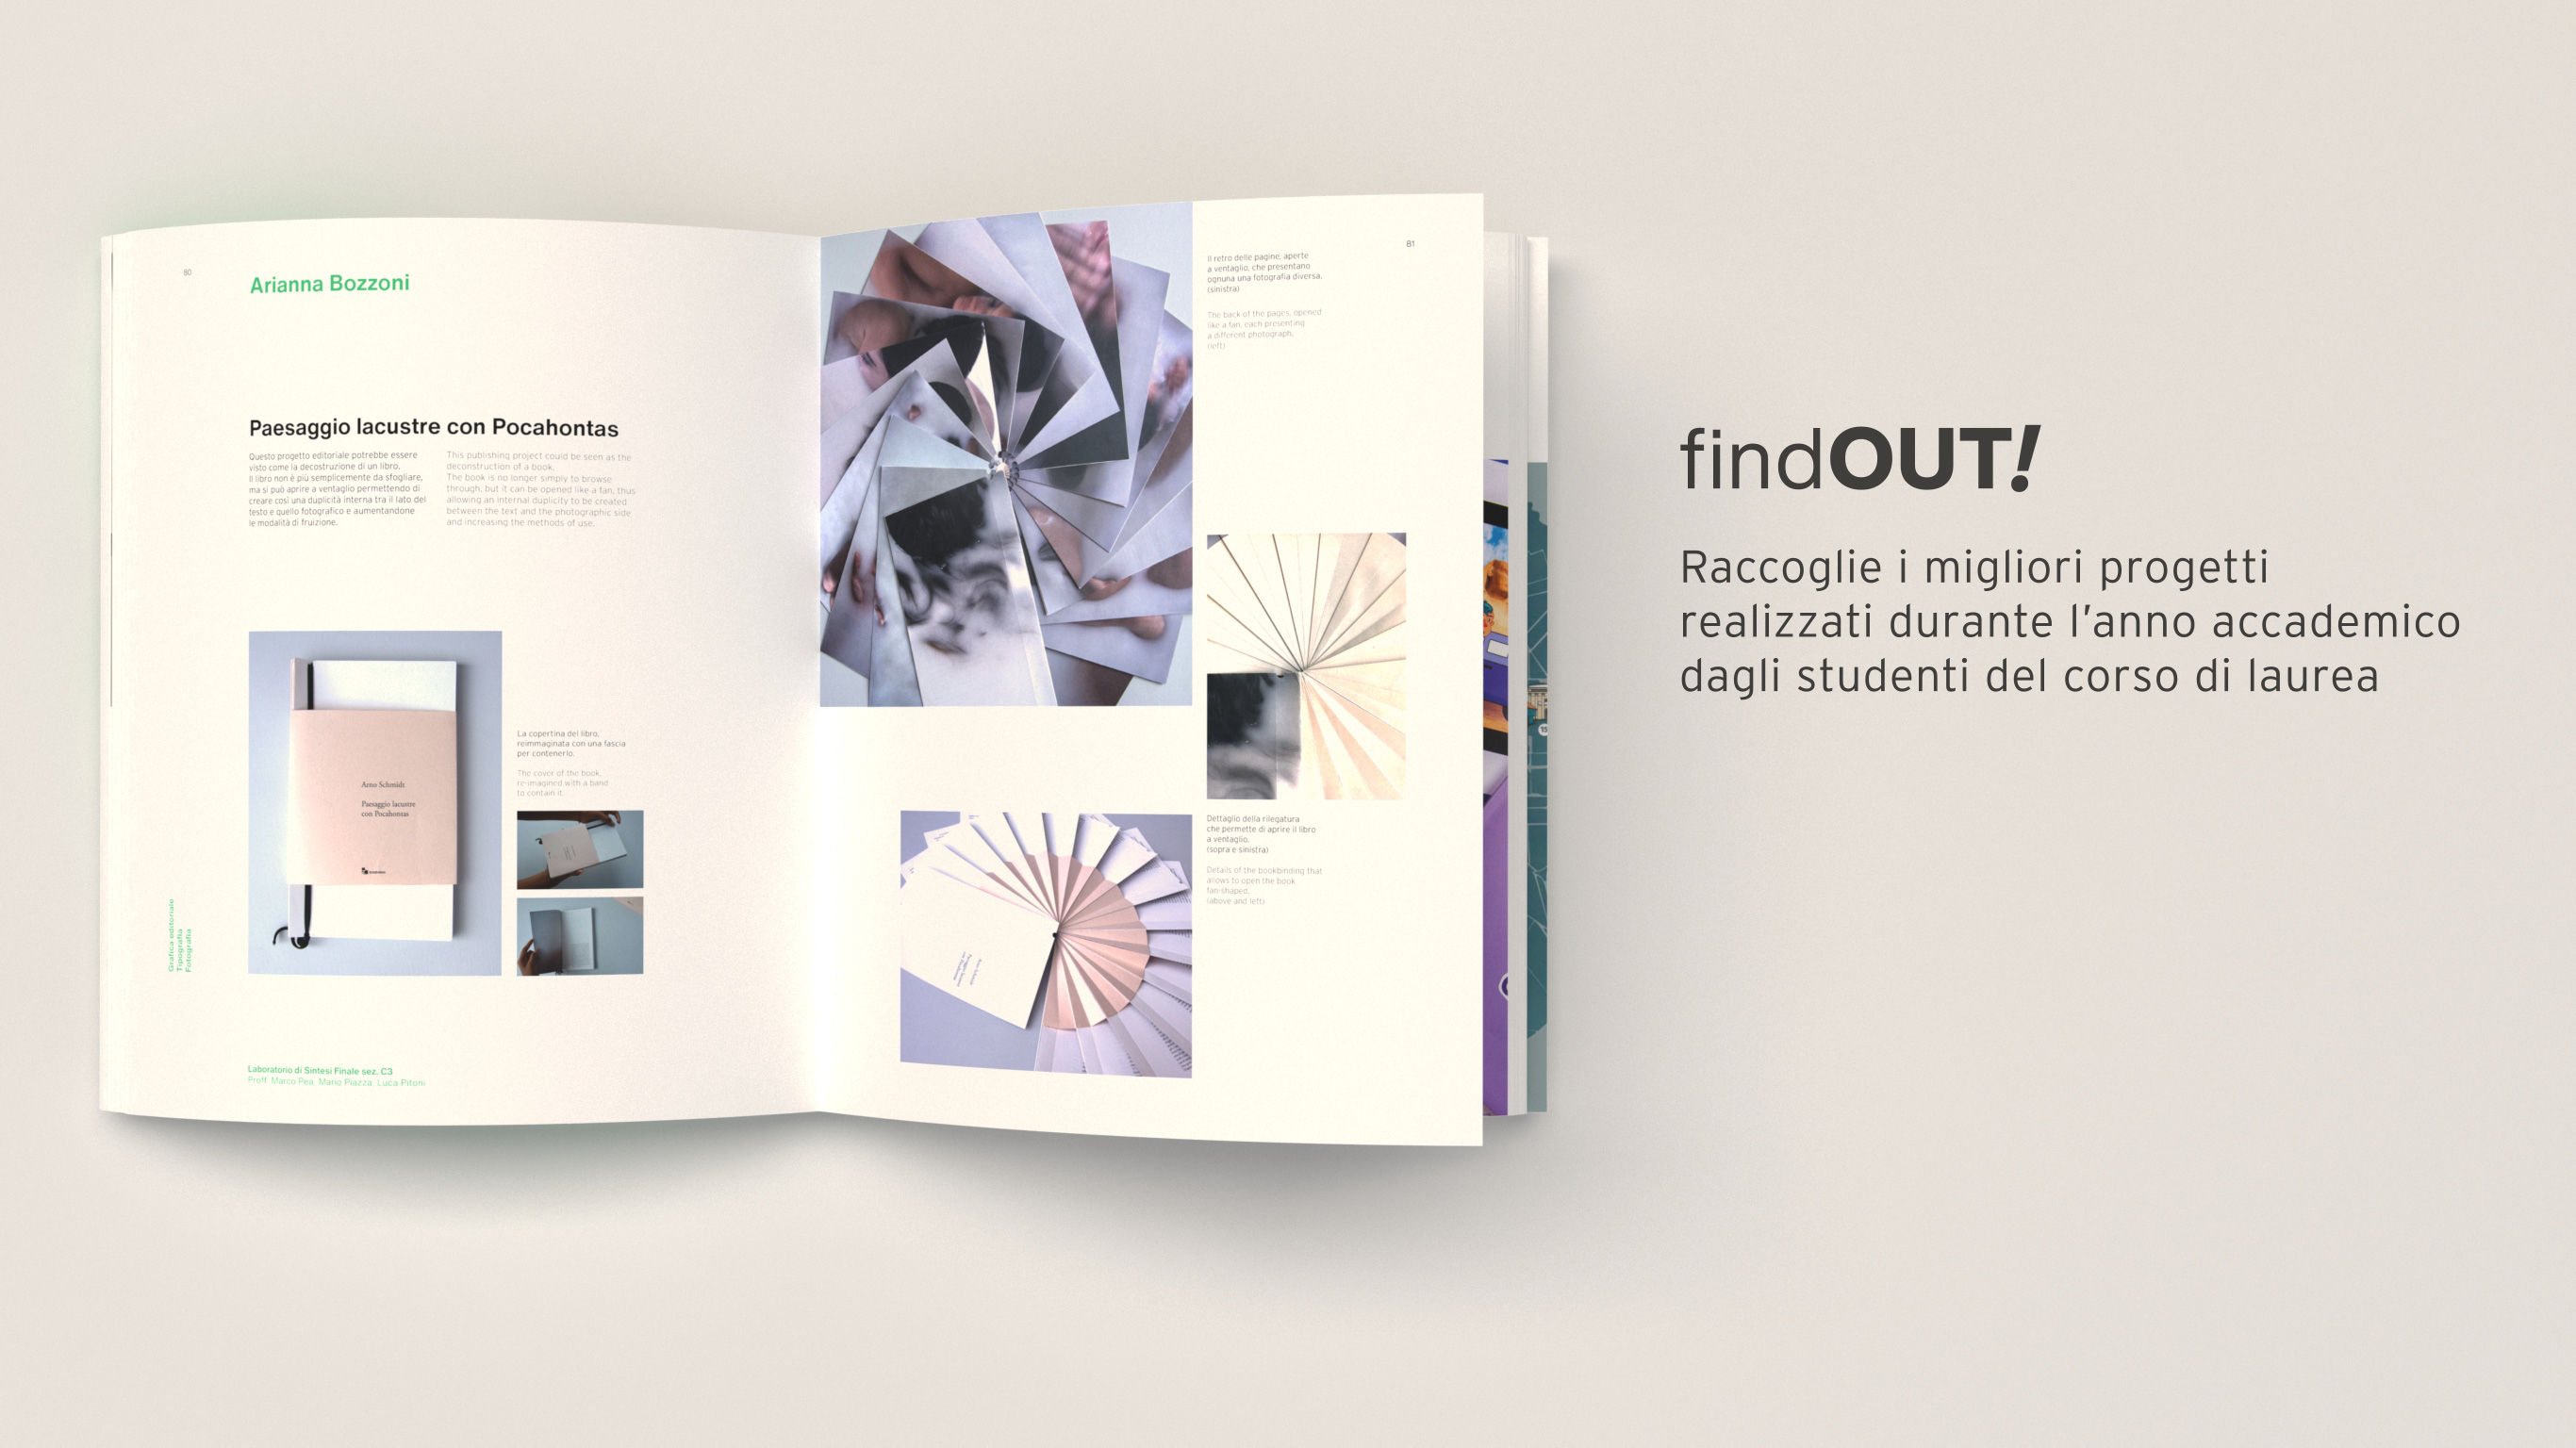 80
Arianna Bozzoni
Paesaggio lacustre con Pocahontas
Questo progetto editoriale potrebbe essere
visto come la decostruzione di un libro.
Il libro non è più semplicemente da sfogliare,
ma si può aprire a ventaglio permettendo di
creare così una duplicità interna tra il lato del
testo e quello fotografico e aumentandone
le modalità di fruizione.
This publishing project could be seen as the
deconstruction of a book.
The book is no longer simply to browse
through, but it can be opened like a fan, thus
allowing an internal duplicity to be created
between the text and the photographic side
and increasing the methods of use.
Arno Schmidt
Paesaggio lacustre
con Pocahontas
La copertina del libro,
reimmaginata con una fascia
per contenerlo.
The cover of the book,
re-imagined with a band
to contain it.
Grafica editoriale
Tipografia
Fotografia
Laboratorio di Sintesi Finale sez. C3
Proff. Marco Pea, Mario Piazza, Luca Pitoni
81
Il retro delle pagine, aperte
a ventaglio, che presentano
ognuna una fotografia diversa.
(sinistra)
The back of the pages, opened
like a fan, each presenting
a different photograph.
(left)
Dettaglio della rilegatura
che permette di aprire il libro
a ventaglio.
(sopra e sinistra)
Details of the bookbinding that
allows to open the book
fan-shaped.
(above and left)
findOUT!
Raccoglie i migliori progetti
realizzati durante l’anno accademico
dagli studenti del corso di laurea